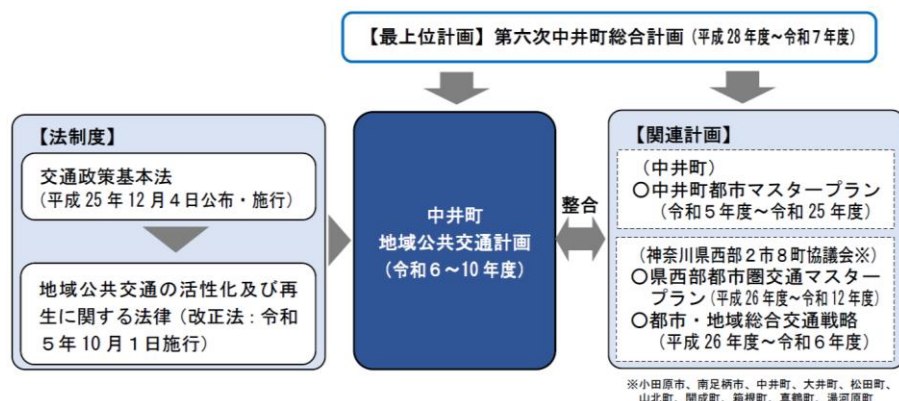 【最上位計画】第六次中井町総合計画（平成28年度～令和7年度）
【法制度】
交通政策基本法
（平成25年12月4日公布・施行）
地域公共交通の活性化及び再
生に関する法律（改正法：令和
5年10月1日施行）
中井町
地域公共交通計画
（令和6～10年度）
整合
【関連計画】
（中井町）
〇中井町都市マスタープラン
（令和5年度～令和25年度）
（神奈川県西部2市8町協議会※）
〇県西部都市圏交通マスター
プラン（平成26年度～令和12年度）
〇都市・地域総合交通戦略
（平成26年度～令和6年度）
※小田原市、南足柄市、中井町、大井町、松田町、
山北町、開成町、箱根町、真鶴町、湯河原町